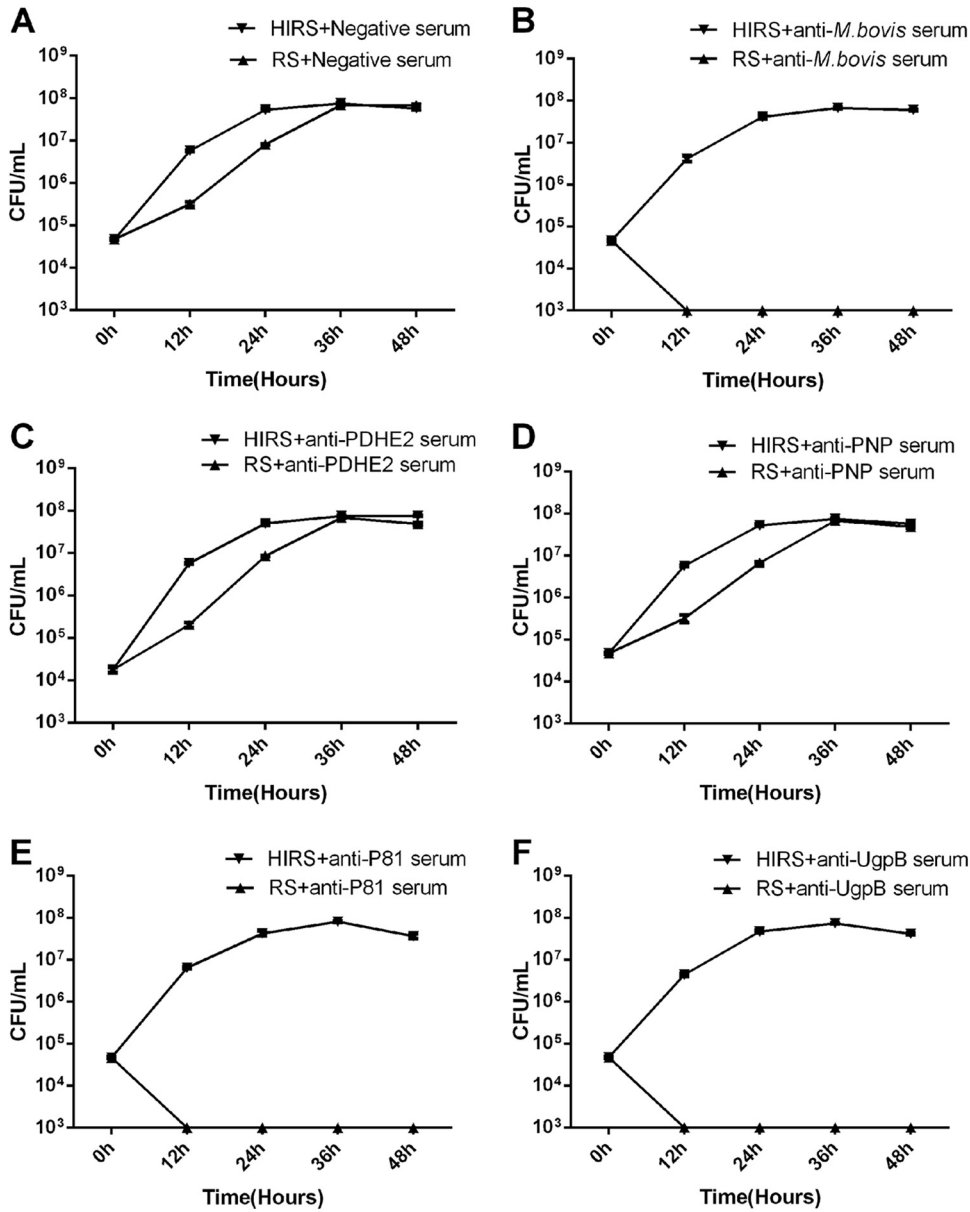 A
HIRS+Negative serum
RS+Negative serum
10⁹
10⁸
10⁷
10⁶
10⁵
10⁴
10³
CFU/mL
0h
12h
24h
36h
48h
Time(Hours)
B
HIRS+anti-M.bovis serum
RS+anti-M.bovis serum
10⁹
10⁸
10⁷
10⁶
10⁵
10⁴
10³
CFU/mL
0h
12h
24h
36h
48h
Time(Hours)
C
HIRS+anti-PDHE2 serum
RS+anti-PDHE2 serum
10⁹
10⁸
10⁷
10⁶
10⁵
10⁴
10³
CFU/mL
0h
12h
24h
36h
48h
Time(Hours)
D
HIRS+anti-PNP serum
RS+anti-PNP serum
10⁹
10⁸
10⁷
10⁶
10⁵
10⁴
10³
CFU/mL
0h
12h
24h
36h
48h
Time(Hours)
E
HIRS+anti-P81 serum
RS+anti-P81 serum
10⁹
10⁸
10⁷
10⁶
10⁵
10⁴
10³
CFU/mL
0h
12h
24h
36h
48h
Time(Hours)
F
HIRS+anti-UgpB serum
RS+anti-UgpB serum
10⁹
10⁸
10⁷
10⁶
10⁵
10⁴
10³
CFU/mL
0h
12h
24h
36h
48h
Time(Hours)